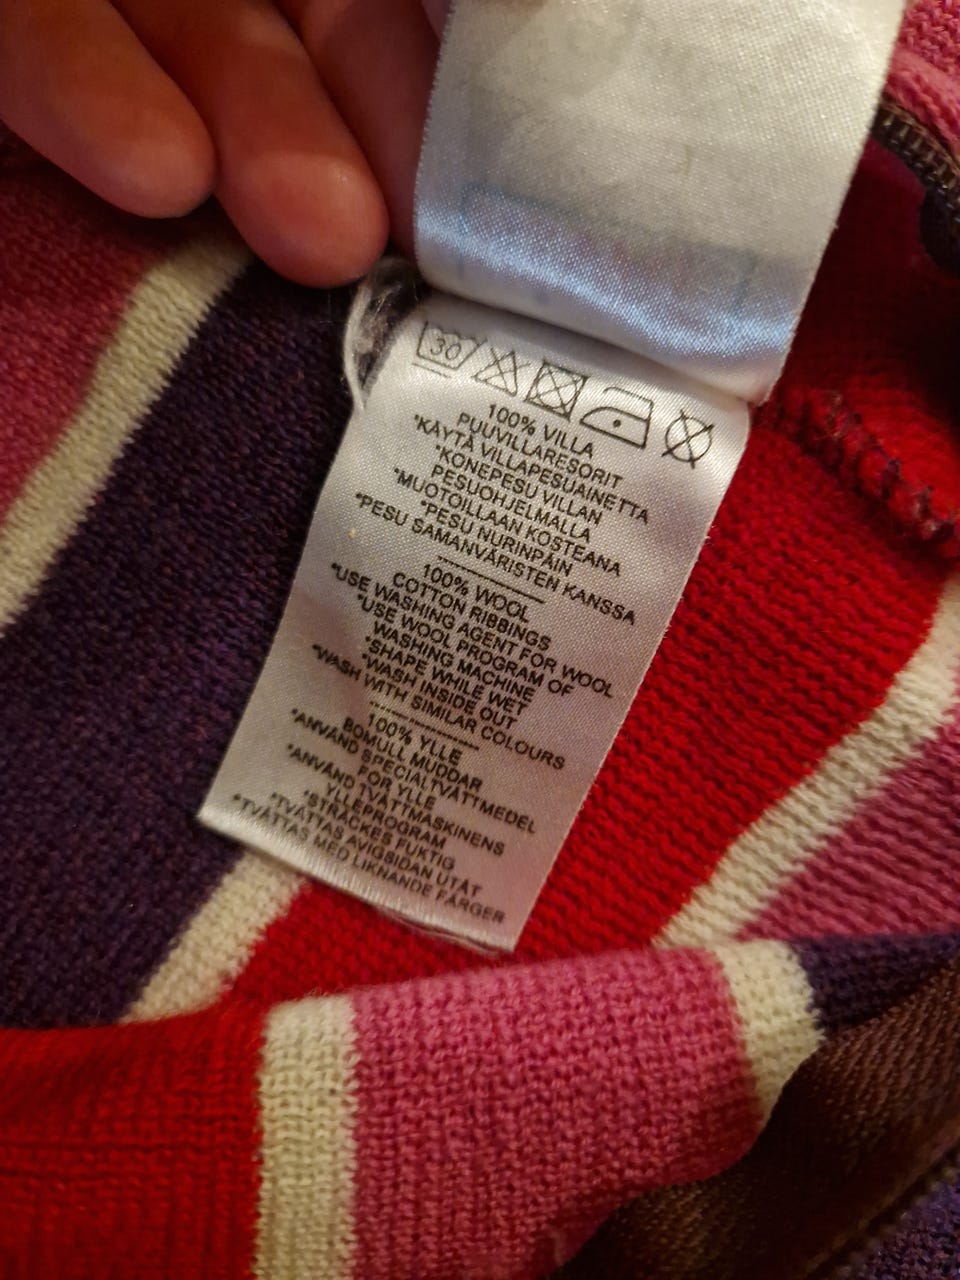 30
100% VILLA
PUUVILLARESORIT
*KÄYTÄ VILLAPESUAINETTA
*KONEPESU VILLAN
PESUOHJELMALLA
*MUOTOILLAAN KOSTEANA
*PESU NURINPÄIN
*PESU SAMANVÄRISTEN KANSSA
100% WOOL
COTTON RIBBINGS
*USE WASHING AGENT FOR WOOL
*USE WOOL PROGRAM OF
WASHING MACHINE
*SHAPE WHILE WET
*WASH INSIDE OUT
*WASH WITH SIMILAR COLOURS
100% YLLE
BOMULL MUDDAR
*ANVÄND SPECIALTVÄTTMEDEL
FÖR YLLE
*ANVÄND TVÄTTMASKINENS
YLLEPROGRAM
*STRÄCKES FUKTIG
*TVÄTTAS AVIGSIDAN UTÅT
*TVÄTTAS MED LIKNANDE FÄRGER